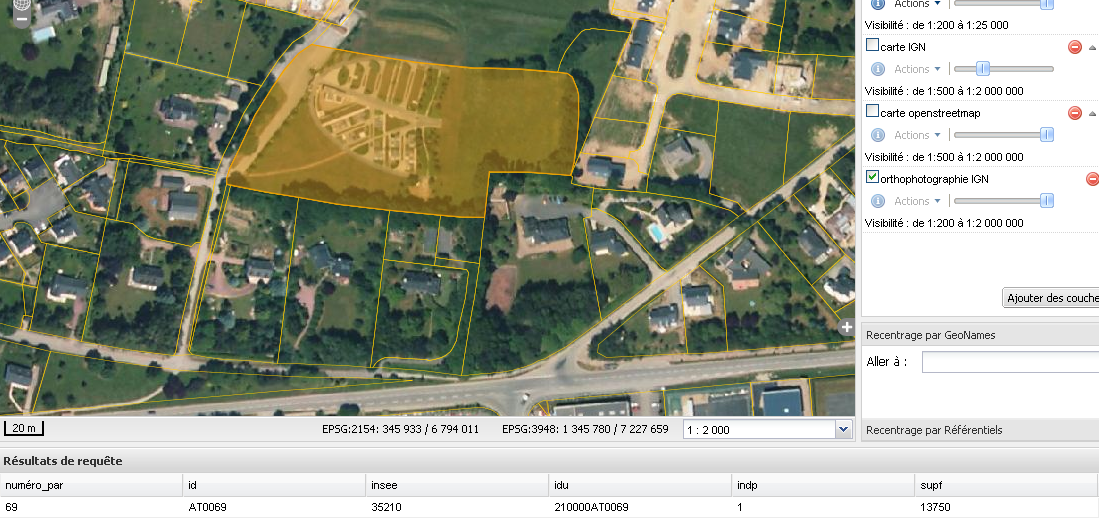 Actions
Visibilité : de 1:200 à 1:25 000
carte IGN
Actions
Visibilité : de 1:500 à 1:2 000 000
carte openstreetmap
Actions
Visibilité : de 1:500 à 1:2 000 000
orthophotographie IGN
Actions
Visibilité : de 1:200 à 1:2 000 000
Ajouter des couche
Recentrage par GeoNames
Aller à :
Recentrage par Référentiels
20 m
EPSG:2154: 345 933 / 6 794 011 EPSG:3948: 1 345 780 / 7 227 659 1 : 2 000
Résultats de requête
numéro_par id insee idu indp supf
69 AT0069 35210 210000AT0069 1 13750